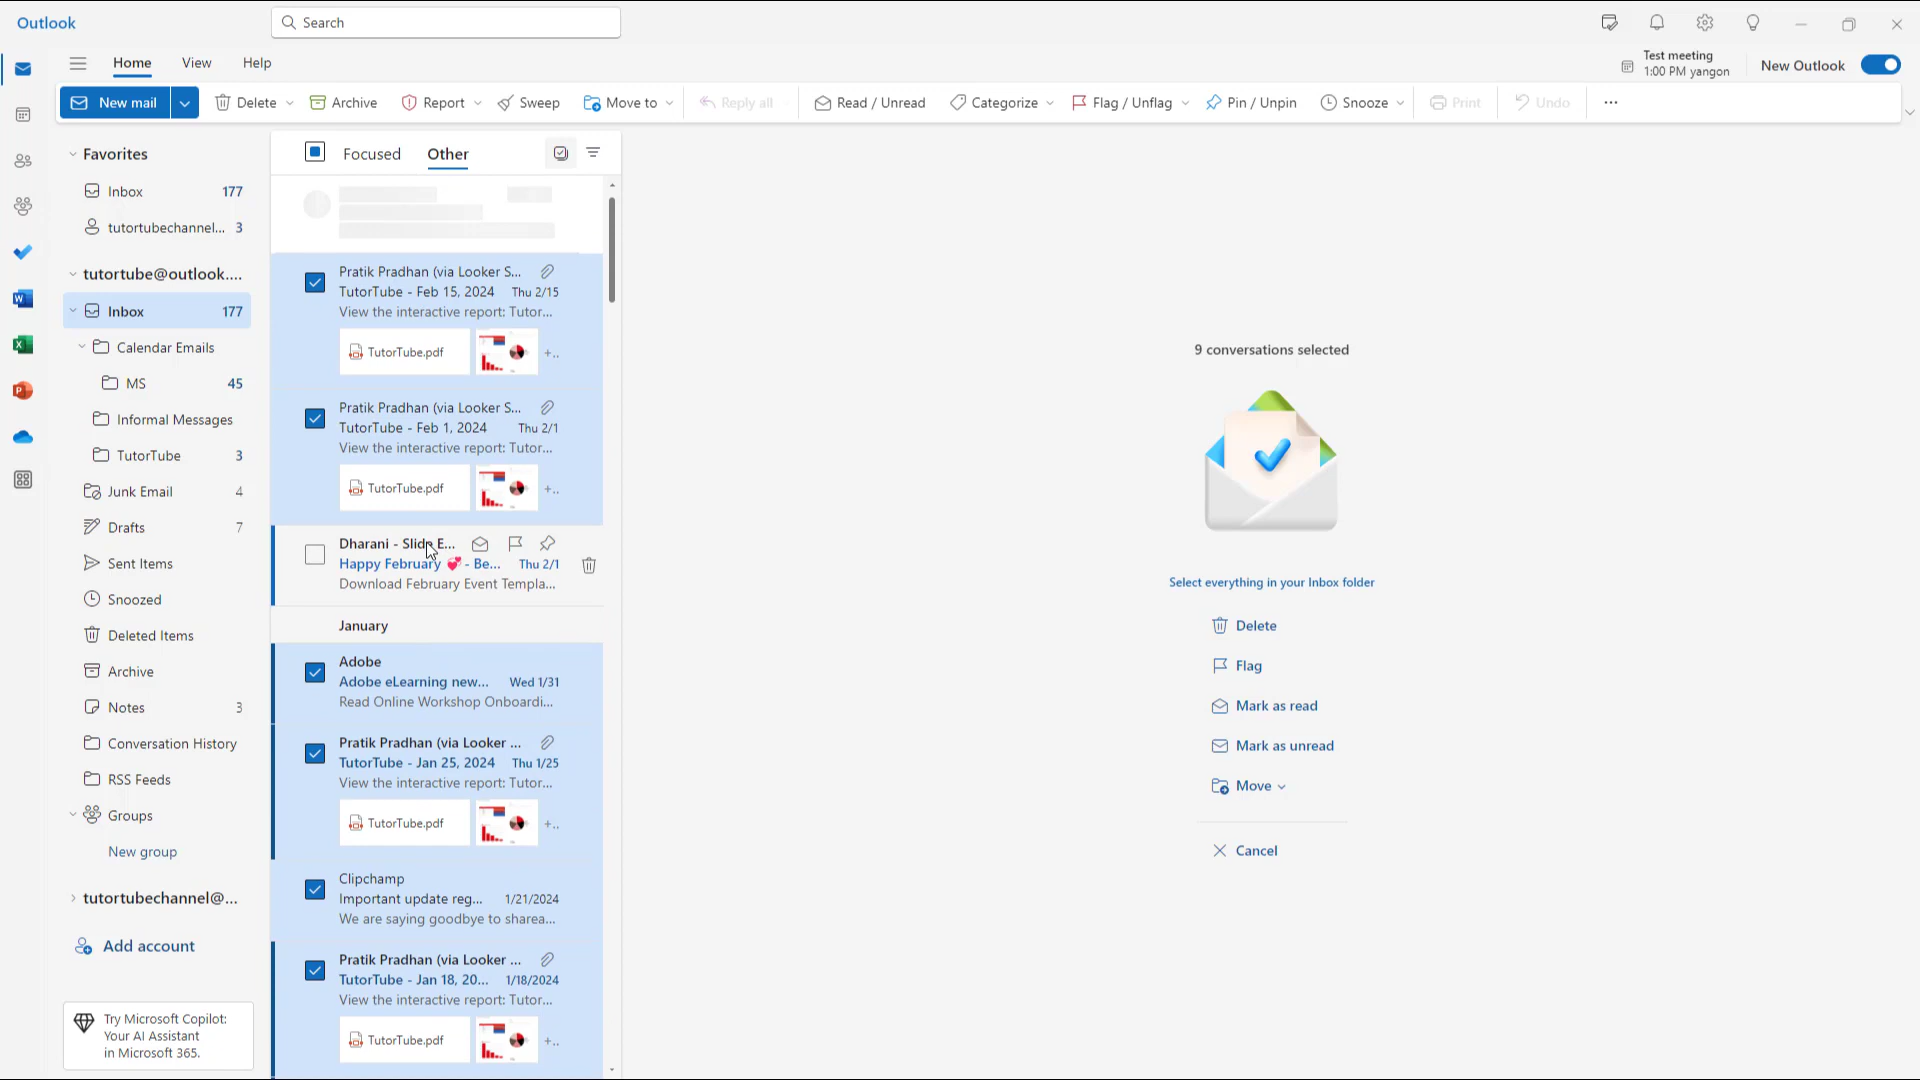 Outlook
Search
Home
View
Help
Test meeting
1:00 PM yangon
New Outlook
New mail
Delete
Archive
Report
Sweep
Move to
Reply all
Read / Unread
Categorize
Flag / Unflag
Pin / Unpin
Snooze
Print
Undo
Favorites
Inbox 177
tutortubechannel... 3
tutortube@outlook....
Inbox 177
Calendar Emails
MS 45
Informal Messages
TutorTube 3
Junk Email 4
Drafts 7
Sent Items
Snoozed
Deleted Items
Archive
Notes 3
Conversation History
RSS Feeds
Groups
New group
tutortubechannel@...
Add account
Try Microsoft Copilot:
Your AI Assistant
in Microsoft 365.
Focused
Other
Pratik Pradhan (via Looker S...
TutorTube - Feb 15, 2024 Thu 2/15
View the interactive report: Tutor...
TutorTube.pdf +..
Pratik Pradhan (via Looker S...
TutorTube - Feb 1, 2024 Thu 2/1
View the interactive report: Tutor...
TutorTube.pdf +..
Dharani - Slide E...
Happy February 💞 - Be... Thu 2/1
Download February Event Templa...
January
Adobe
Adobe eLearning new... Wed 1/31
Read Online Workshop Onboardi...
Pratik Pradhan (via Looker ...
TutorTube - Jan 25, 2024 Thu 1/25
View the interactive report: Tutor...
TutorTube.pdf +..
Clipchamp
Important update reg... 1/21/2024
We are saying goodbye to sharea...
Pratik Pradhan (via Looker ...
TutorTube - Jan 18, 20... 1/18/2024
View the interactive report: Tutor...
TutorTube.pdf +..
9 conversations selected
Select everything in your Inbox folder
Delete
Flag
Mark as read
Mark as unread
Move
Cancel